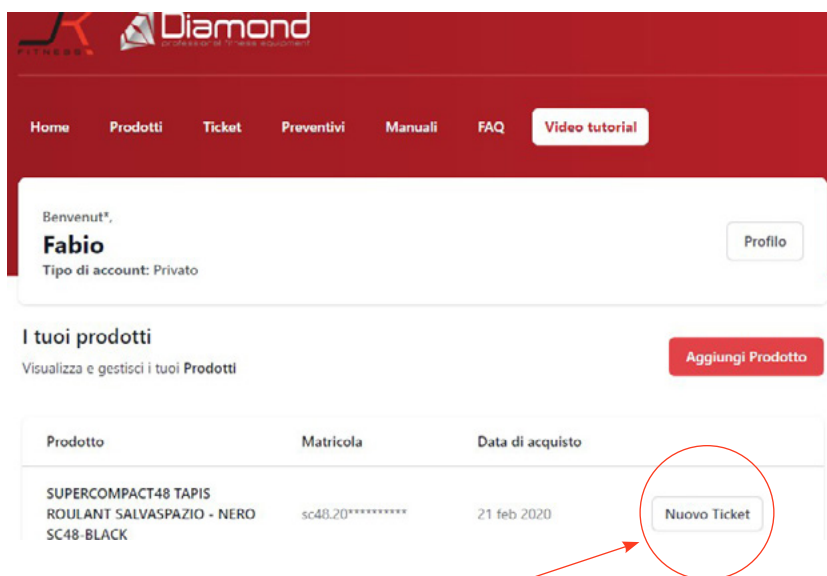 JK Diamond
FITNESS professional fitness equipment
Home Prodotti Ticket Preventivi Manuali FAQ Video tutorial
Benvenut*,
Fabio
Profilo
Tipo di account: Privato
I tuoi prodotti
Aggiungi Prodotto
Visualizza e gestisci i tuoi Prodotti
Prodotto Matricola Data di acquisto
SUPERCOMPACT48 TAPIS
ROULANT SALVASPAZIO - NERO sc48.20********** 21 feb 2020 Nuovo Ticket
SC48-BLACK